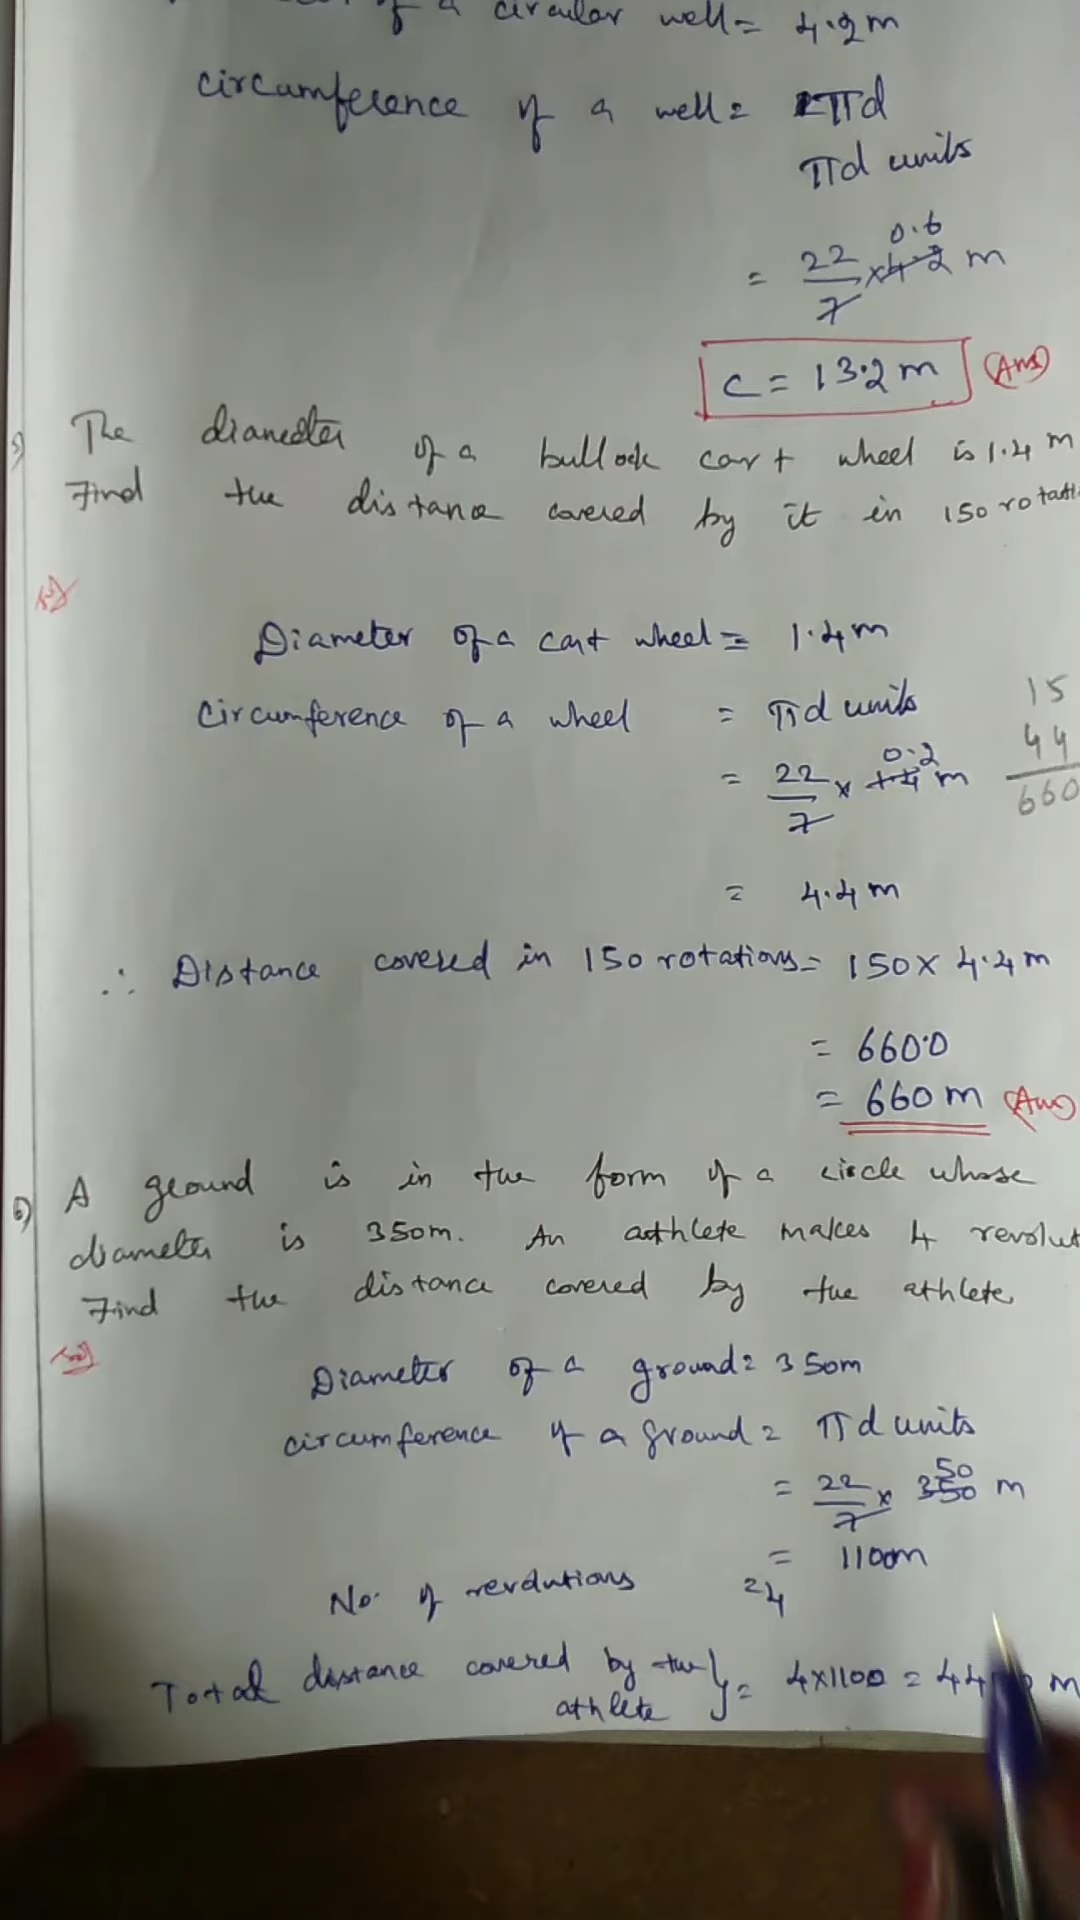 of a circular well = 4.2m
circumference of a well = πd
πd units
= 22/7 × 4.2 m 0.6
C = 13.2 m (Ans)
5) The diameter of a bullock cart wheel is 1.4 m
Find the distance covered by it in 150 rotati
Diameter of a cart wheel = 1.4m
circumference of a wheel = πd units
= 22/7 × 1.4 m 0.2
15
44
660
= 4.4 m
∴ Distance covered in 150 rotations = 150 × 4.4 m
= 660.0
= 660 m (Ans)
6) A ground is in the form of a circle whose
diameter is 350m. An athlete makes 4 revolut
Find the distance covered by the athlete
Diameter of a ground = 350m
circumference of a ground = πd units
= 22/7 × 350 m 50
= 1100m
No. of revolutions = 4
Total distance covered by the athlete } = 4×1100 = 44 m